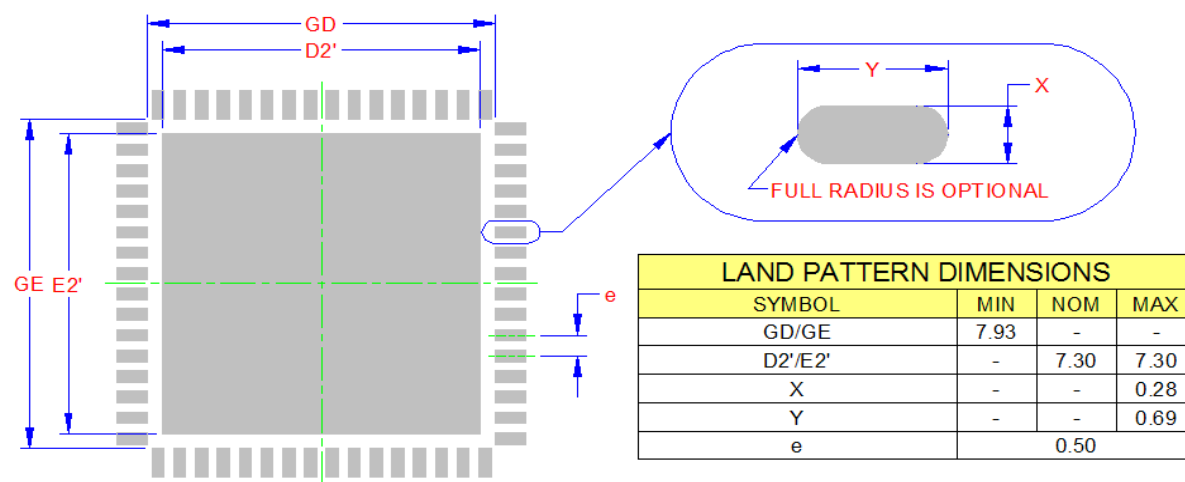 GD
D2'
GE E2'
e
Y
X
FULL RADIUS IS OPTIONAL
LAND PATTERN DIMENSIONS
SYMBOL MIN NOM MAX
GD/GE 7.93 - -
D2'/E2' - 7.30 7.30
X - - 0.28
Y - - 0.69
e 0.50